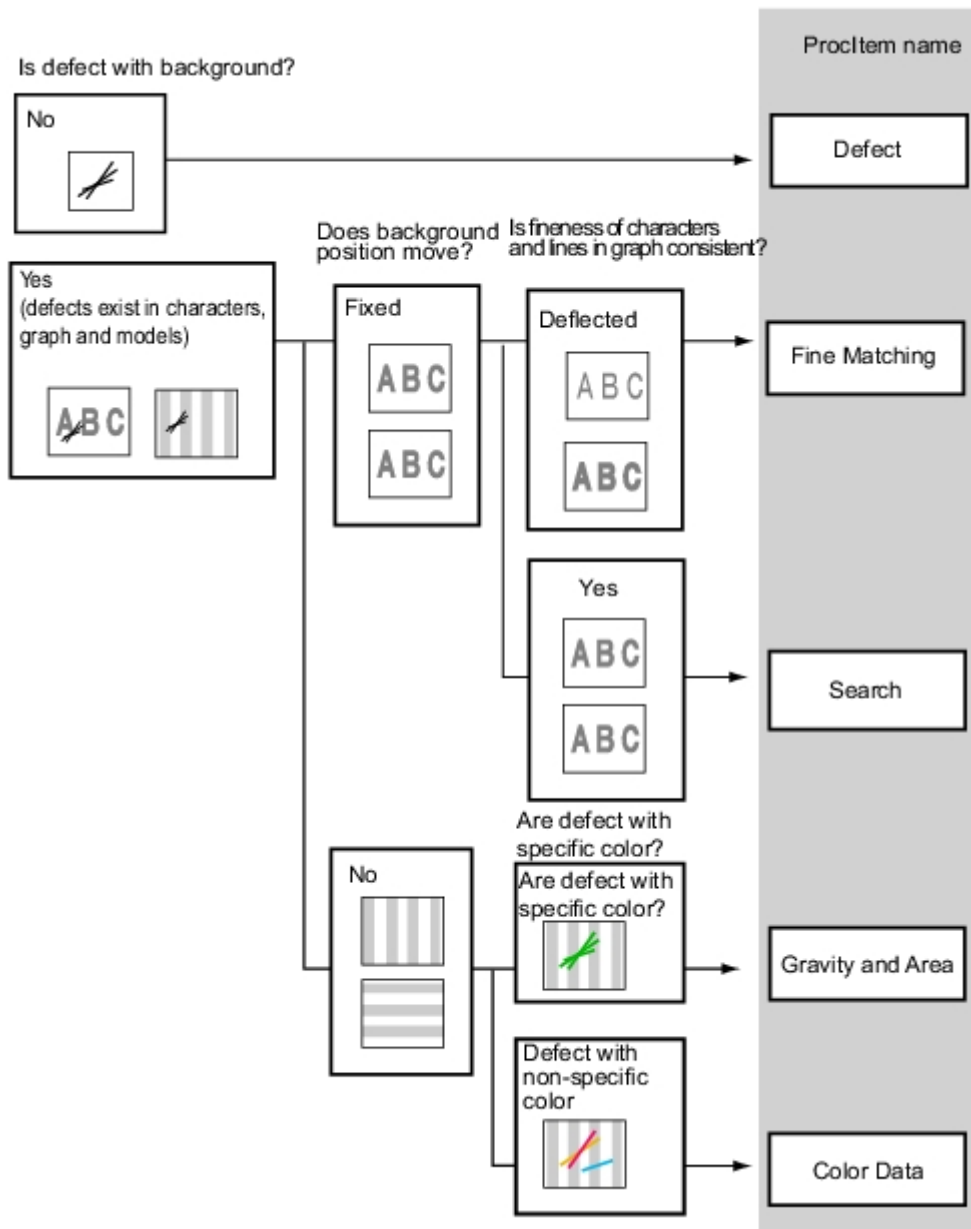 ProcItem name
Is defect with background?
No
Defect
Does background
position move?
Is fineness of characters
and lines in graph consistent?
Yes
(defects exist in characters,
graph and models)
ABC
Fixed
ABC
ABC
Deflected
ABC
ABC
Fine Matching
Yes
ABC
ABC
Search
Are defect with
specific color?
No
Are defect with
specific color?
Gravity and Area
Defect with
non-specific
color
Color Data